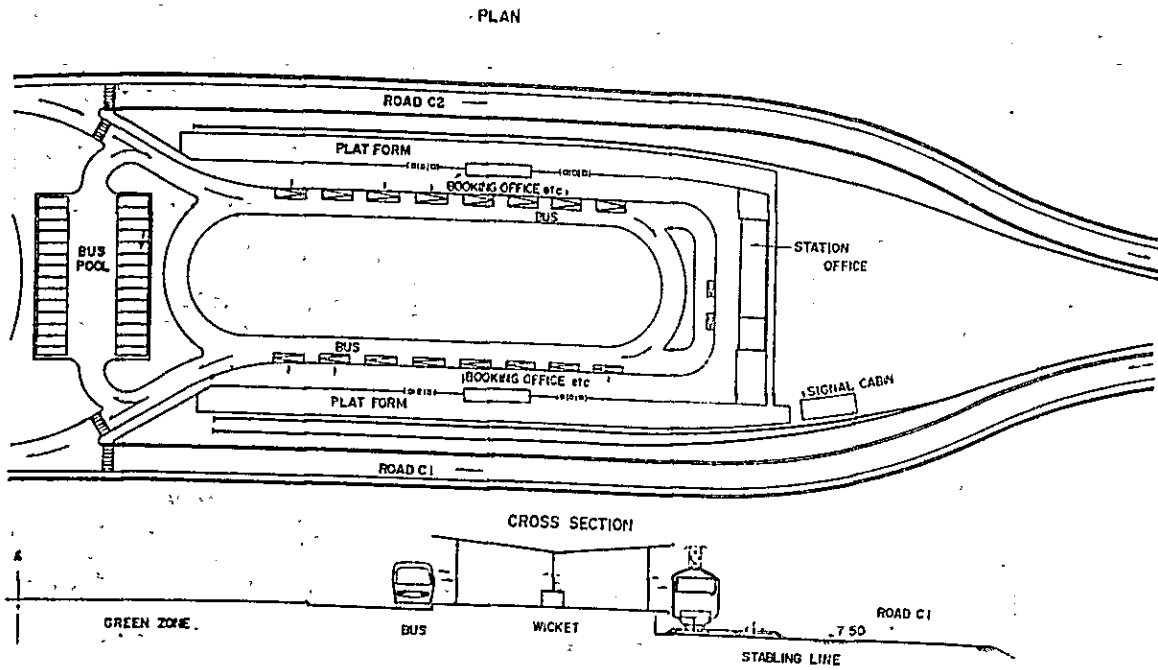 PLAN
ROAD C2
PLAT FORM
BOOKING OFFICE etc,
BUS
STATION
OFFICE
BUS
POOL
BUS
BOOKING OFFICE etc
PLAT FORM
SIGNAL CABIN
ROAD C1
CROSS SECTION
GREEN ZONE
BUS
WICKET
7 50
ROAD C1
STABLING LINE